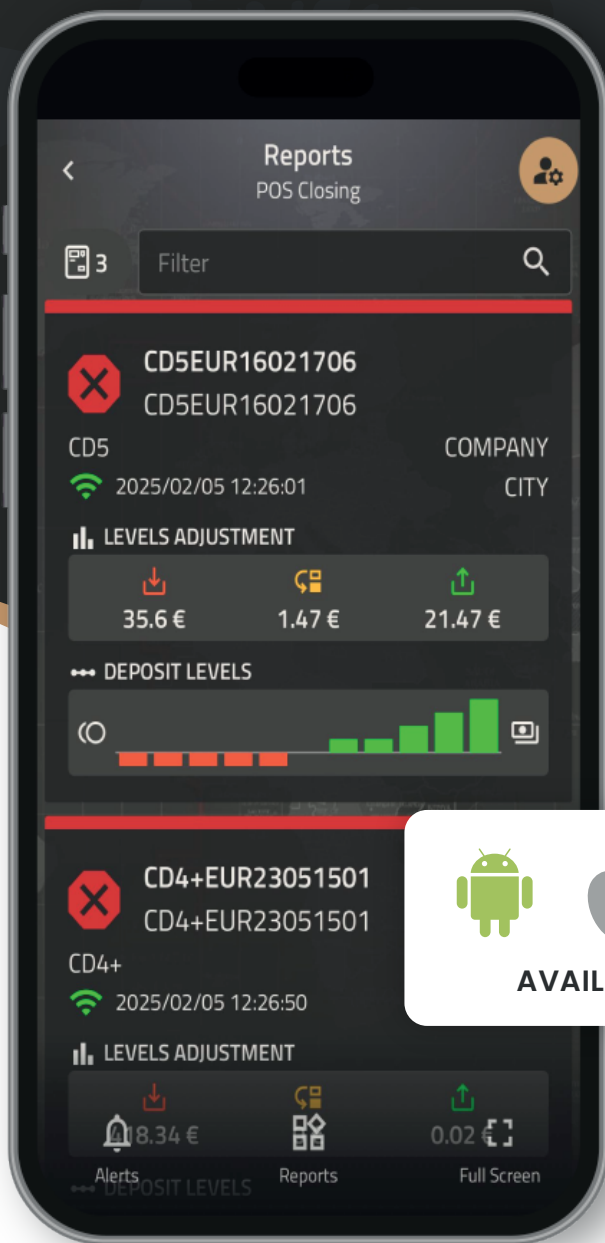 Reports
POS Closing
3
Filter
CD5EUR16021706
CD5EUR16021706
CD5 COMPANY
2025/02/05 12:26:01 CITY
LEVELS ADJUSTMENT
35.6 € 1.47 € 21.47 €
DEPOSIT LEVELS
CD4+EUR23051501
CD4+EUR23051501
CD4+
AVAIL
2025/02/05 12:26:50
LEVELS ADJUSTMENT
18.34 € 0.02 €
Alerts Reports Full Screen
DEPOSIT LEVELS